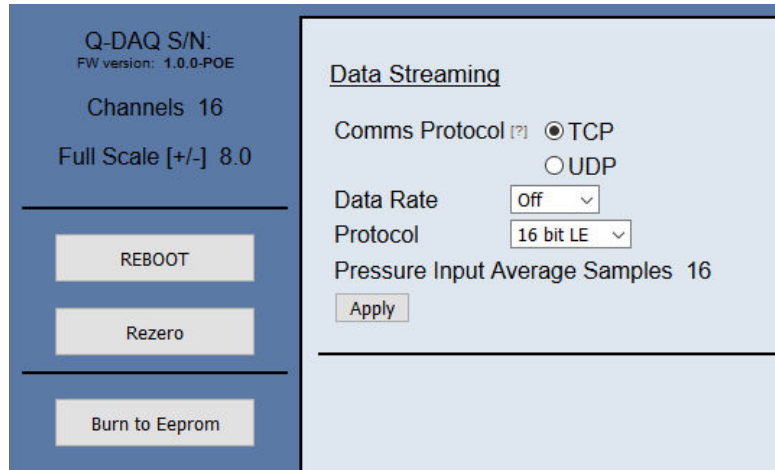 Q-DAQ S/N:
FW version: 1.0.0-POE
Channels 16
Full Scale [+/-] 8.0
REBOOT
Rezero
Burn to Eeprom
Data Streaming
Comms Protocol [?] TCP
UDP
Data Rate Off
Protocol 16 bit LE
Pressure Input Average Samples 16
Apply